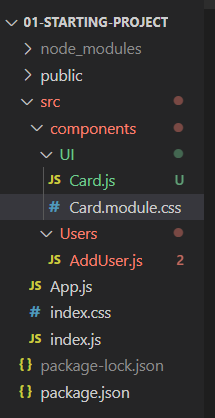 01-STARTING-PROJECT
node_modules
public
src
components
UI
JS Card.js U
# Card.module.css
Users
JS AddUser.js 2
JS App.js
# index.css
JS index.js
{} package-lock.json
{} package.json